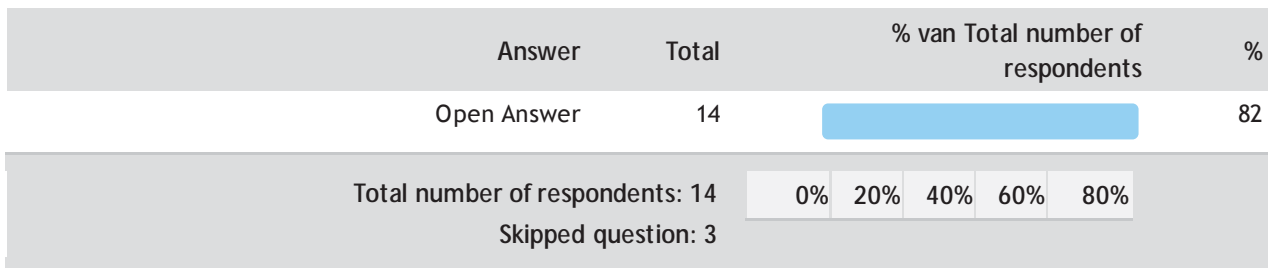 Answer Total % van Total number of respondents %
Open Answer 14 82
Total number of respondents: 14 0% 20% 40% 60% 80%
Skipped question: 3